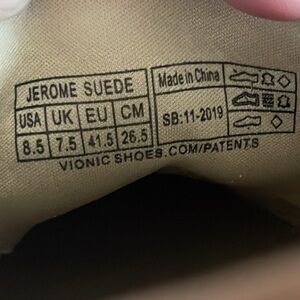 JEROME SUEDE
USA UK EU CM
8.5 7.5 41.5 26.5
Made in China
SB:11-2019
VIONIC SHOES.COM/PATENTS